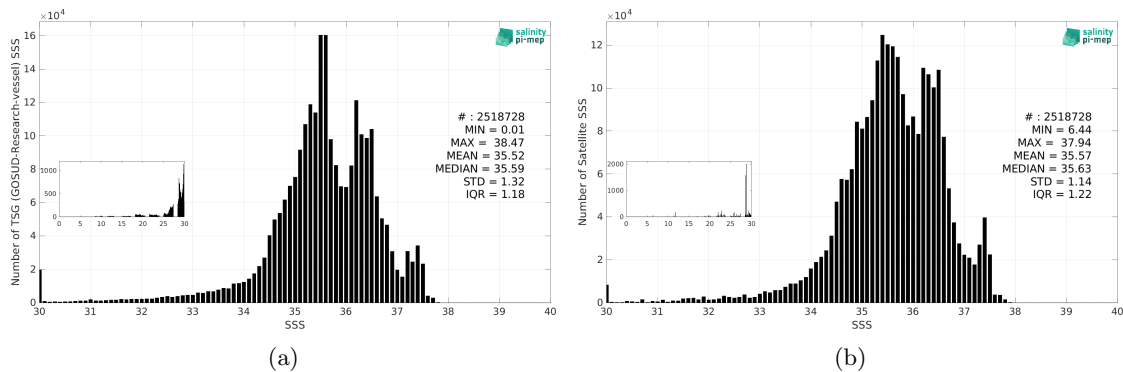 ×10⁴
Number of TSG (GOSUD-Research-vessel) SSS
16
14
12
10
8
6
4
2
0
30 31 32 33 34 35 36 37 38 39 40
SSS
salinity
pi-mep
# : 2518728
MIN = 0.01
MAX = 38.47
MEAN = 35.52
MEDIAN = 35.59
STD = 1.32
IQR = 1.18
1000
500
0
0 5 10 15 20 25 30
(a)
×10⁴
Number of Satellite SSS
12
10
8
6
4
2
0
30 31 32 33 34 35 36 37 38 39 40
SSS
salinity
pi-mep
# : 2518728
MIN = 6.44
MAX = 37.94
MEAN = 35.57
MEDIAN = 35.63
STD = 1.14
IQR = 1.22
2000
1000
0
0 5 10 15 20 25 30
(b)